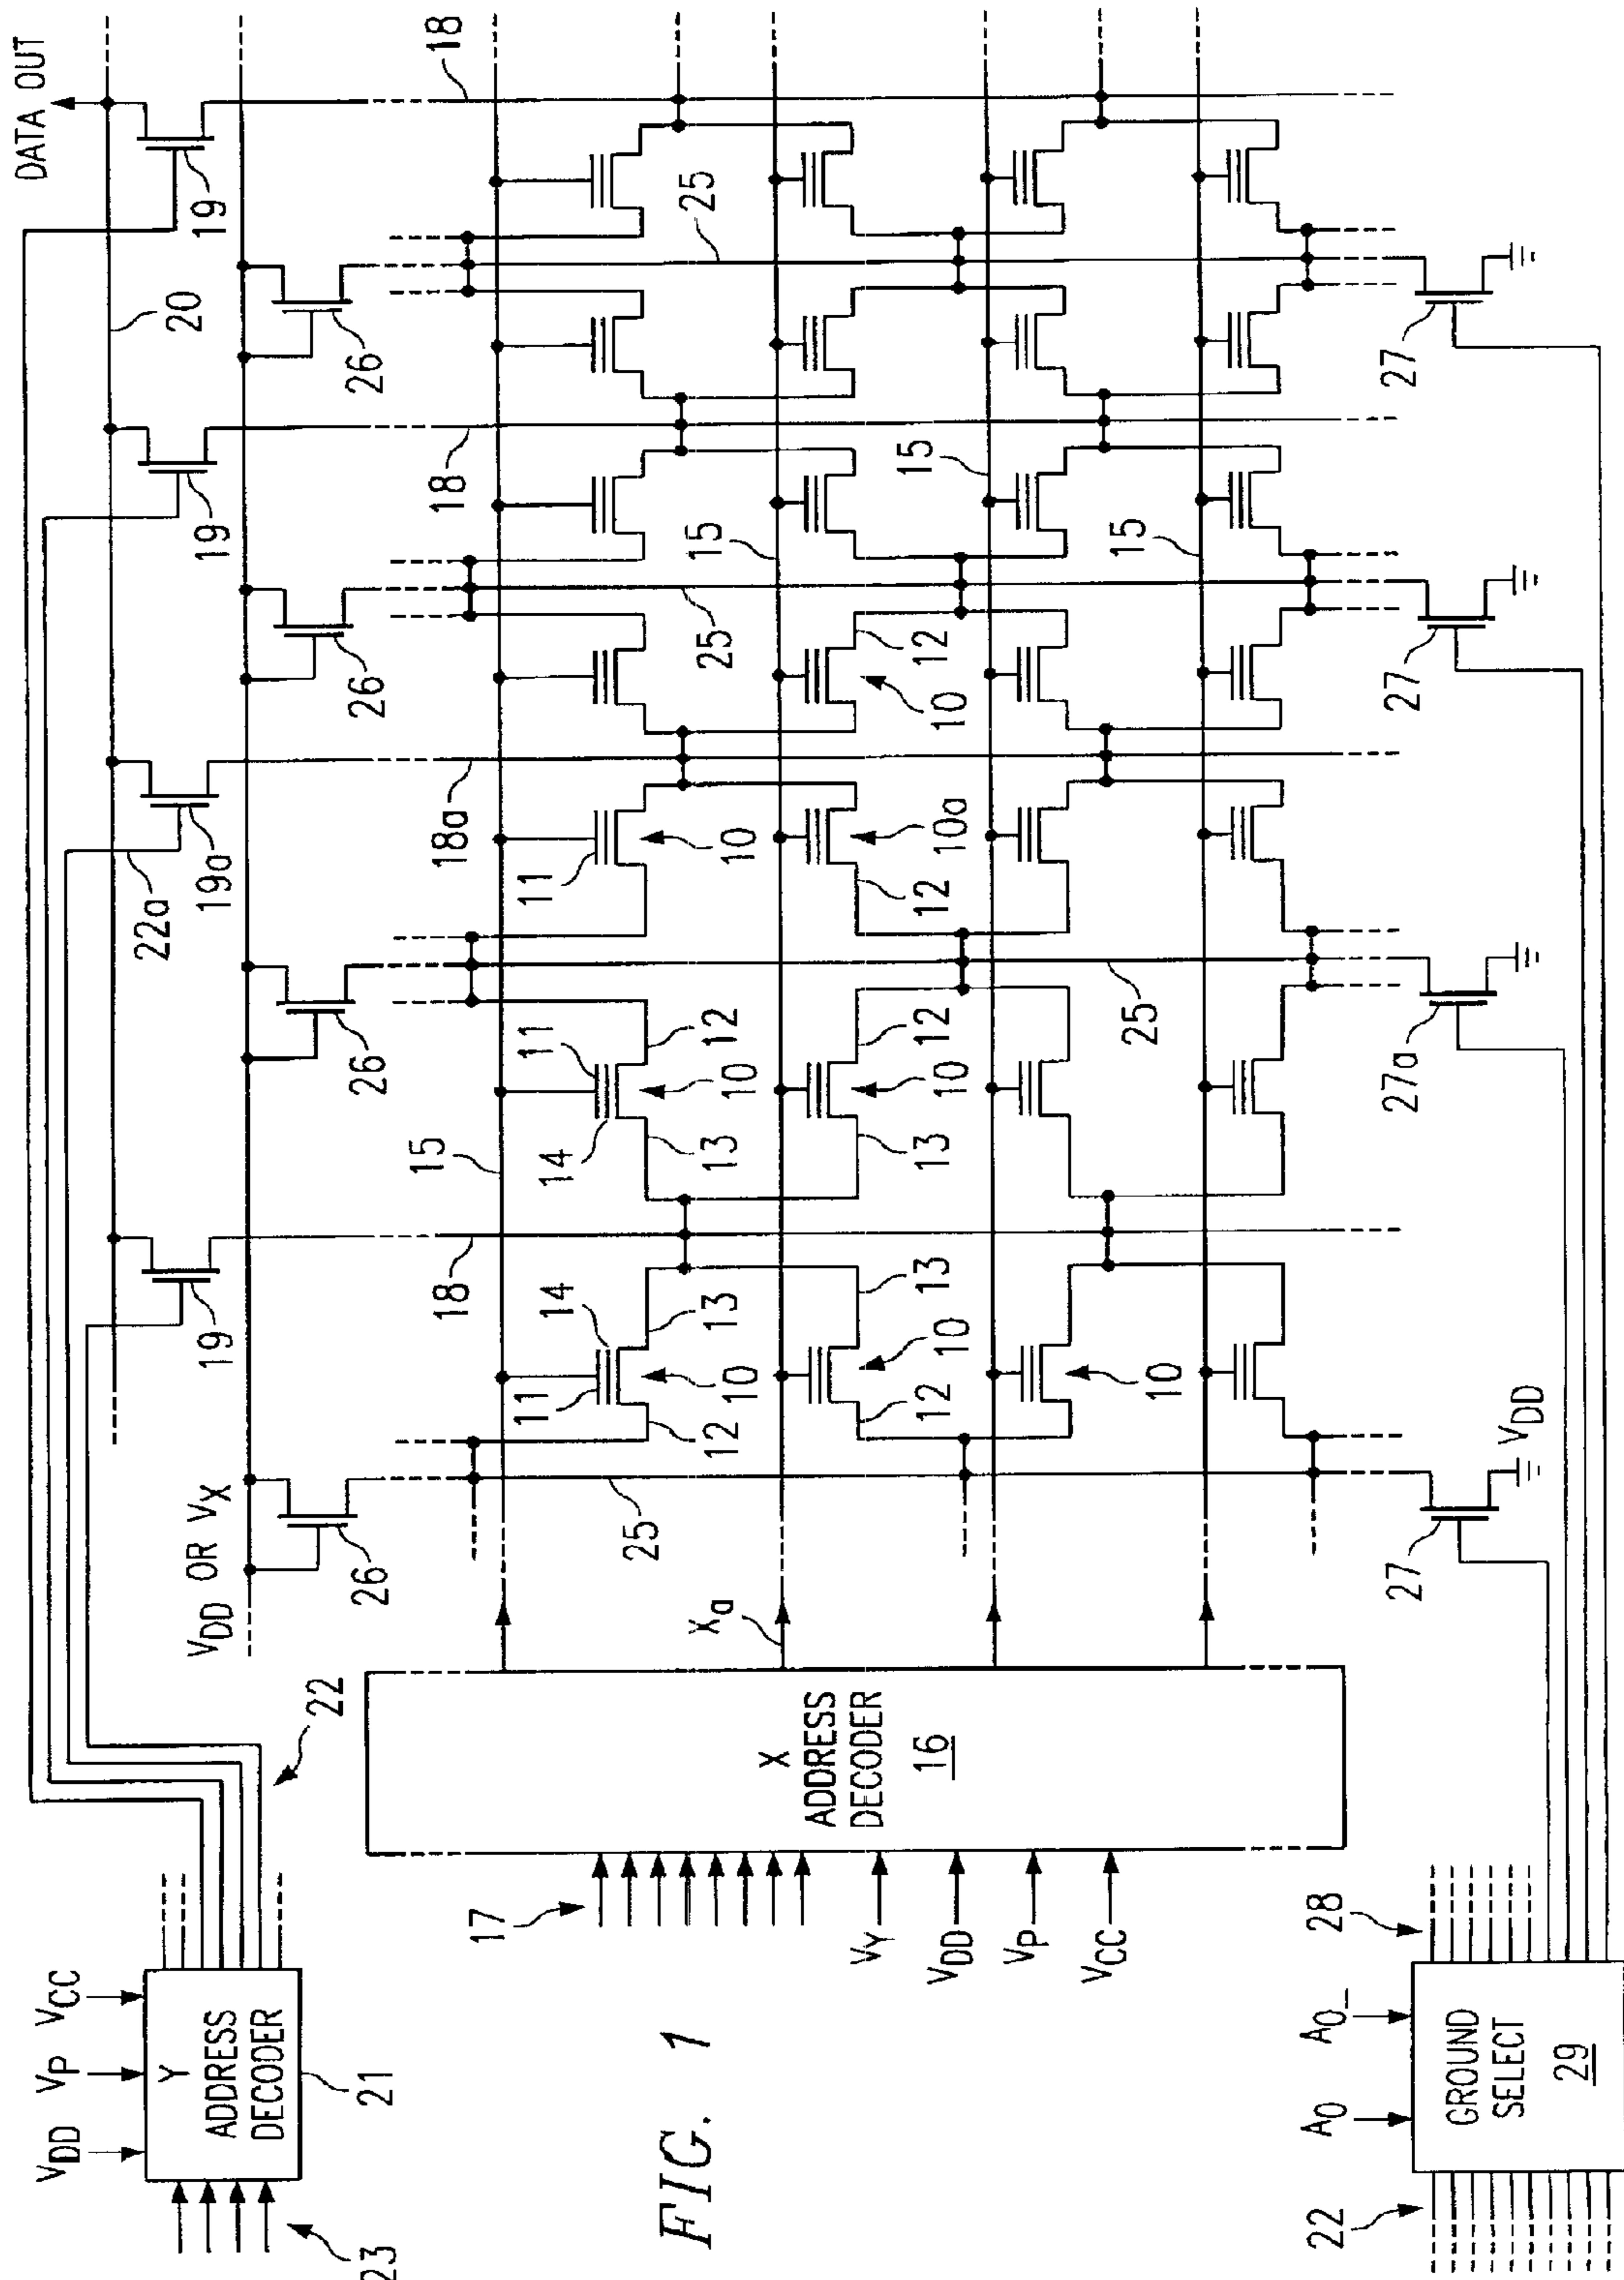 DATA OUT
VDD VP VCC
Y
ADDRESS
DECODER
21
23
22
VDD OR VX
19
22a
19a
19
19
20
26
26
26
26
18
15
18a
18
18
17
X
ADDRESS
DECODER
16
VY
VDD
VP
VCC
Xa
11
14
14
11
11
12
13
13
12
10
10
10
25
25
25
15
12
13
13
12
12
12
10
10
10a
10
15
10
25
15
FIG. 1
27
VDD
27a
27
27
22
A0
A0_
28
GROUND
SELECT
29